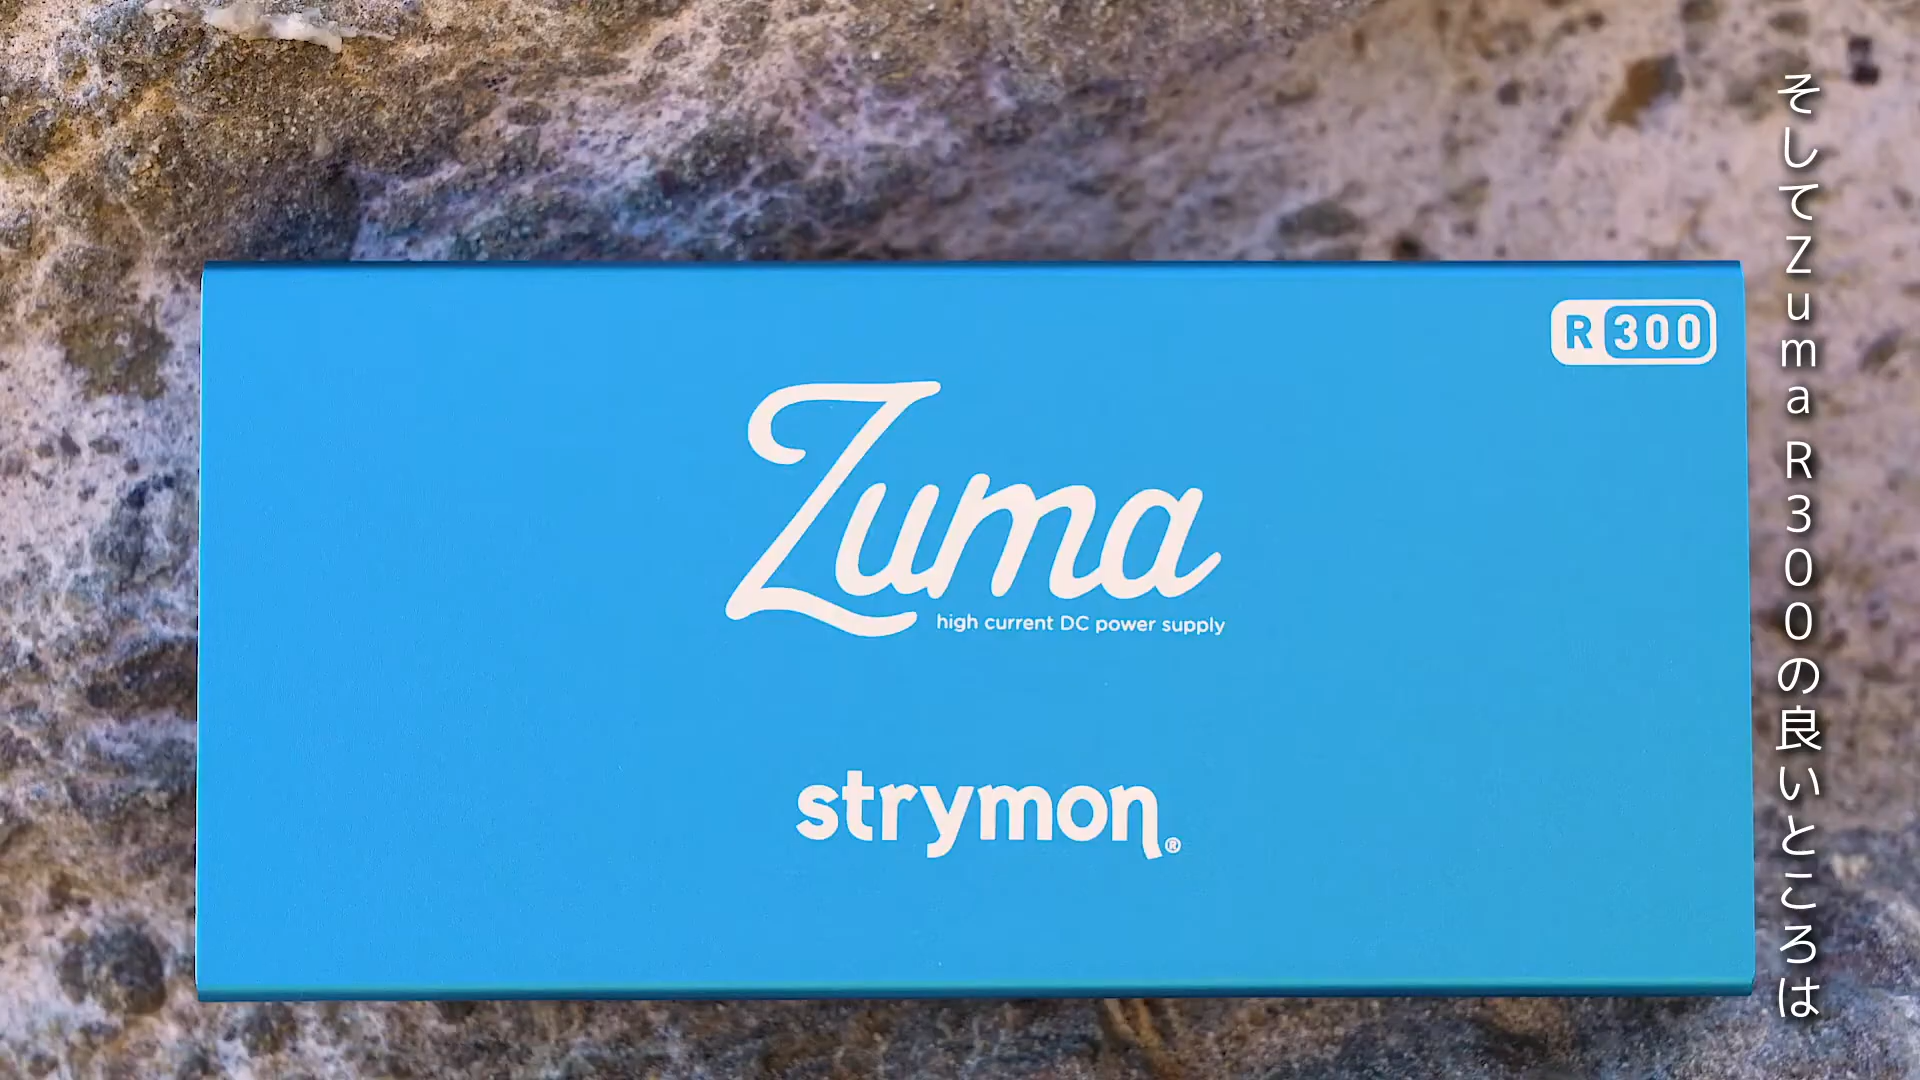 そしてZuma R300の良いところは
R 300
Zuma
high current DC power supply
strymon®